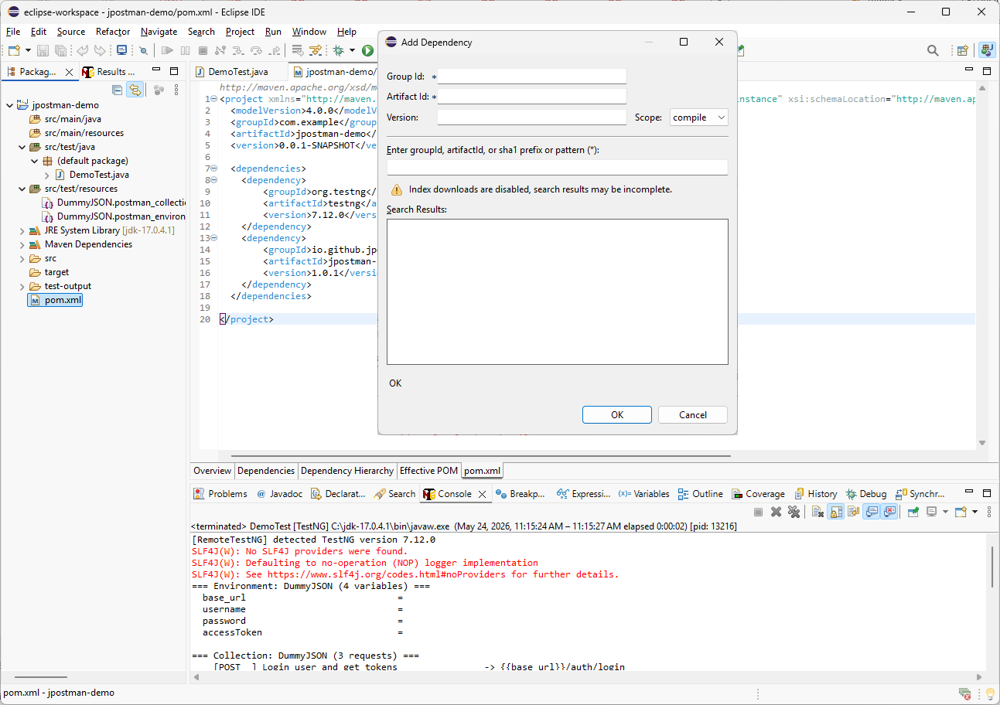 eclipse-workspace - jpostman-demo/pom.xml - Eclipse IDE
File Edit Source Refactor Navigate Search Project Run Window Help
Packag...
Results ...
jpostman-demo
src/main/java
src/main/resources
src/test/java
(default package)
DemoTest.java
src/test/resources
DummyJSON.postman_collecti
DummyJSON.postman_environ
JRE System Library [jdk-17.0.4.1]
Maven Dependencies
src
target
test-output
pom.xml
DemoTest.java
jpostman-demo/
http://maven.apache.org/xsd/m
1 <project xmlns="http://maven. instance" xsi:schemaLocation="http://maven.ap
2 <modelVersion>4.0.0</modelV
3 <groupId>com.example</group
4 <artifactId>jpostman-demo</
5 <version>0.0.1-SNAPSHOT</ve
6
7 <dependencies>
8 <dependency>
9 <groupId>org.testng</
10 <artifactId>testng</a
11 <version>7.12.0</vers
12 </dependency>
13 <dependency>
14 <groupId>io.github.jp
15 <artifactId>jpostman-
16 <version>1.0.1</versi
17 </dependency>
18 </dependencies>
19
20 </project>
Add Dependency
Group Id: *
Artifact Id: *
Version:
Scope: compile
Enter groupId, artifactId, or sha1 prefix or pattern (*):
Index downloads are disabled, search results may be incomplete.
Search Results:
OK
OK Cancel
Overview Dependencies Dependency Hierarchy Effective POM pom.xml
Problems @ Javadoc Declarat... Search Console Breakp... Expressi... (x)= Variables Outline Coverage History Debug Synchr...
<terminated> DemoTest [TestNG] C:\jdk-17.0.4.1\bin\javaw.exe (May 24, 2026, 11:15:24 AM – 11:15:27 AM elapsed 0:00:02) [pid: 13216]
[RemoteTestNG] detected TestNG version 7.12.0
SLF4J(W): No SLF4J providers were found.
SLF4J(W): Defaulting to no-operation (NOP) logger implementation
SLF4J(W): See https://www.slf4j.org/codes.html#noProviders for further details.
=== Environment: DummyJSON (4 variables) ===
base_url =
username =
password =
accessToken =
=== Collection: DummyJSON (3 requests) ===
[POST ] Login user and get tokens -> {{base_url}}/auth/login
pom.xml - jpostman-demo